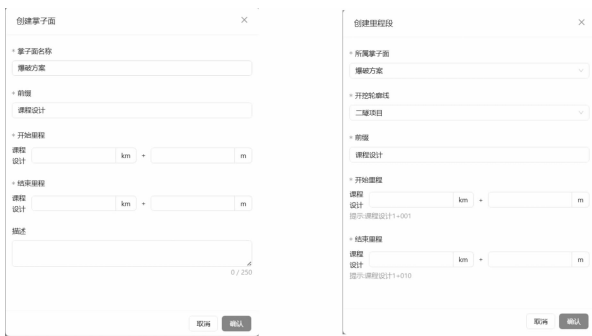 创建掌子面
* 掌子面名称
爆破方案
* 前缀
课程设计
* 开始里程
课程
设计
km + m
* 结束里程
课程
设计
km + m
描述
0 / 250
取消 确认
创建里程段
* 所属掌子面
爆破方案
* 开挖轮廓线
二隧项目
* 前缀
课程设计
* 开始里程
课程
设计
km + m
提示:课程设计1+001
* 结束里程
课程
设计
km + m
提示:课程设计1+010
取消 确认